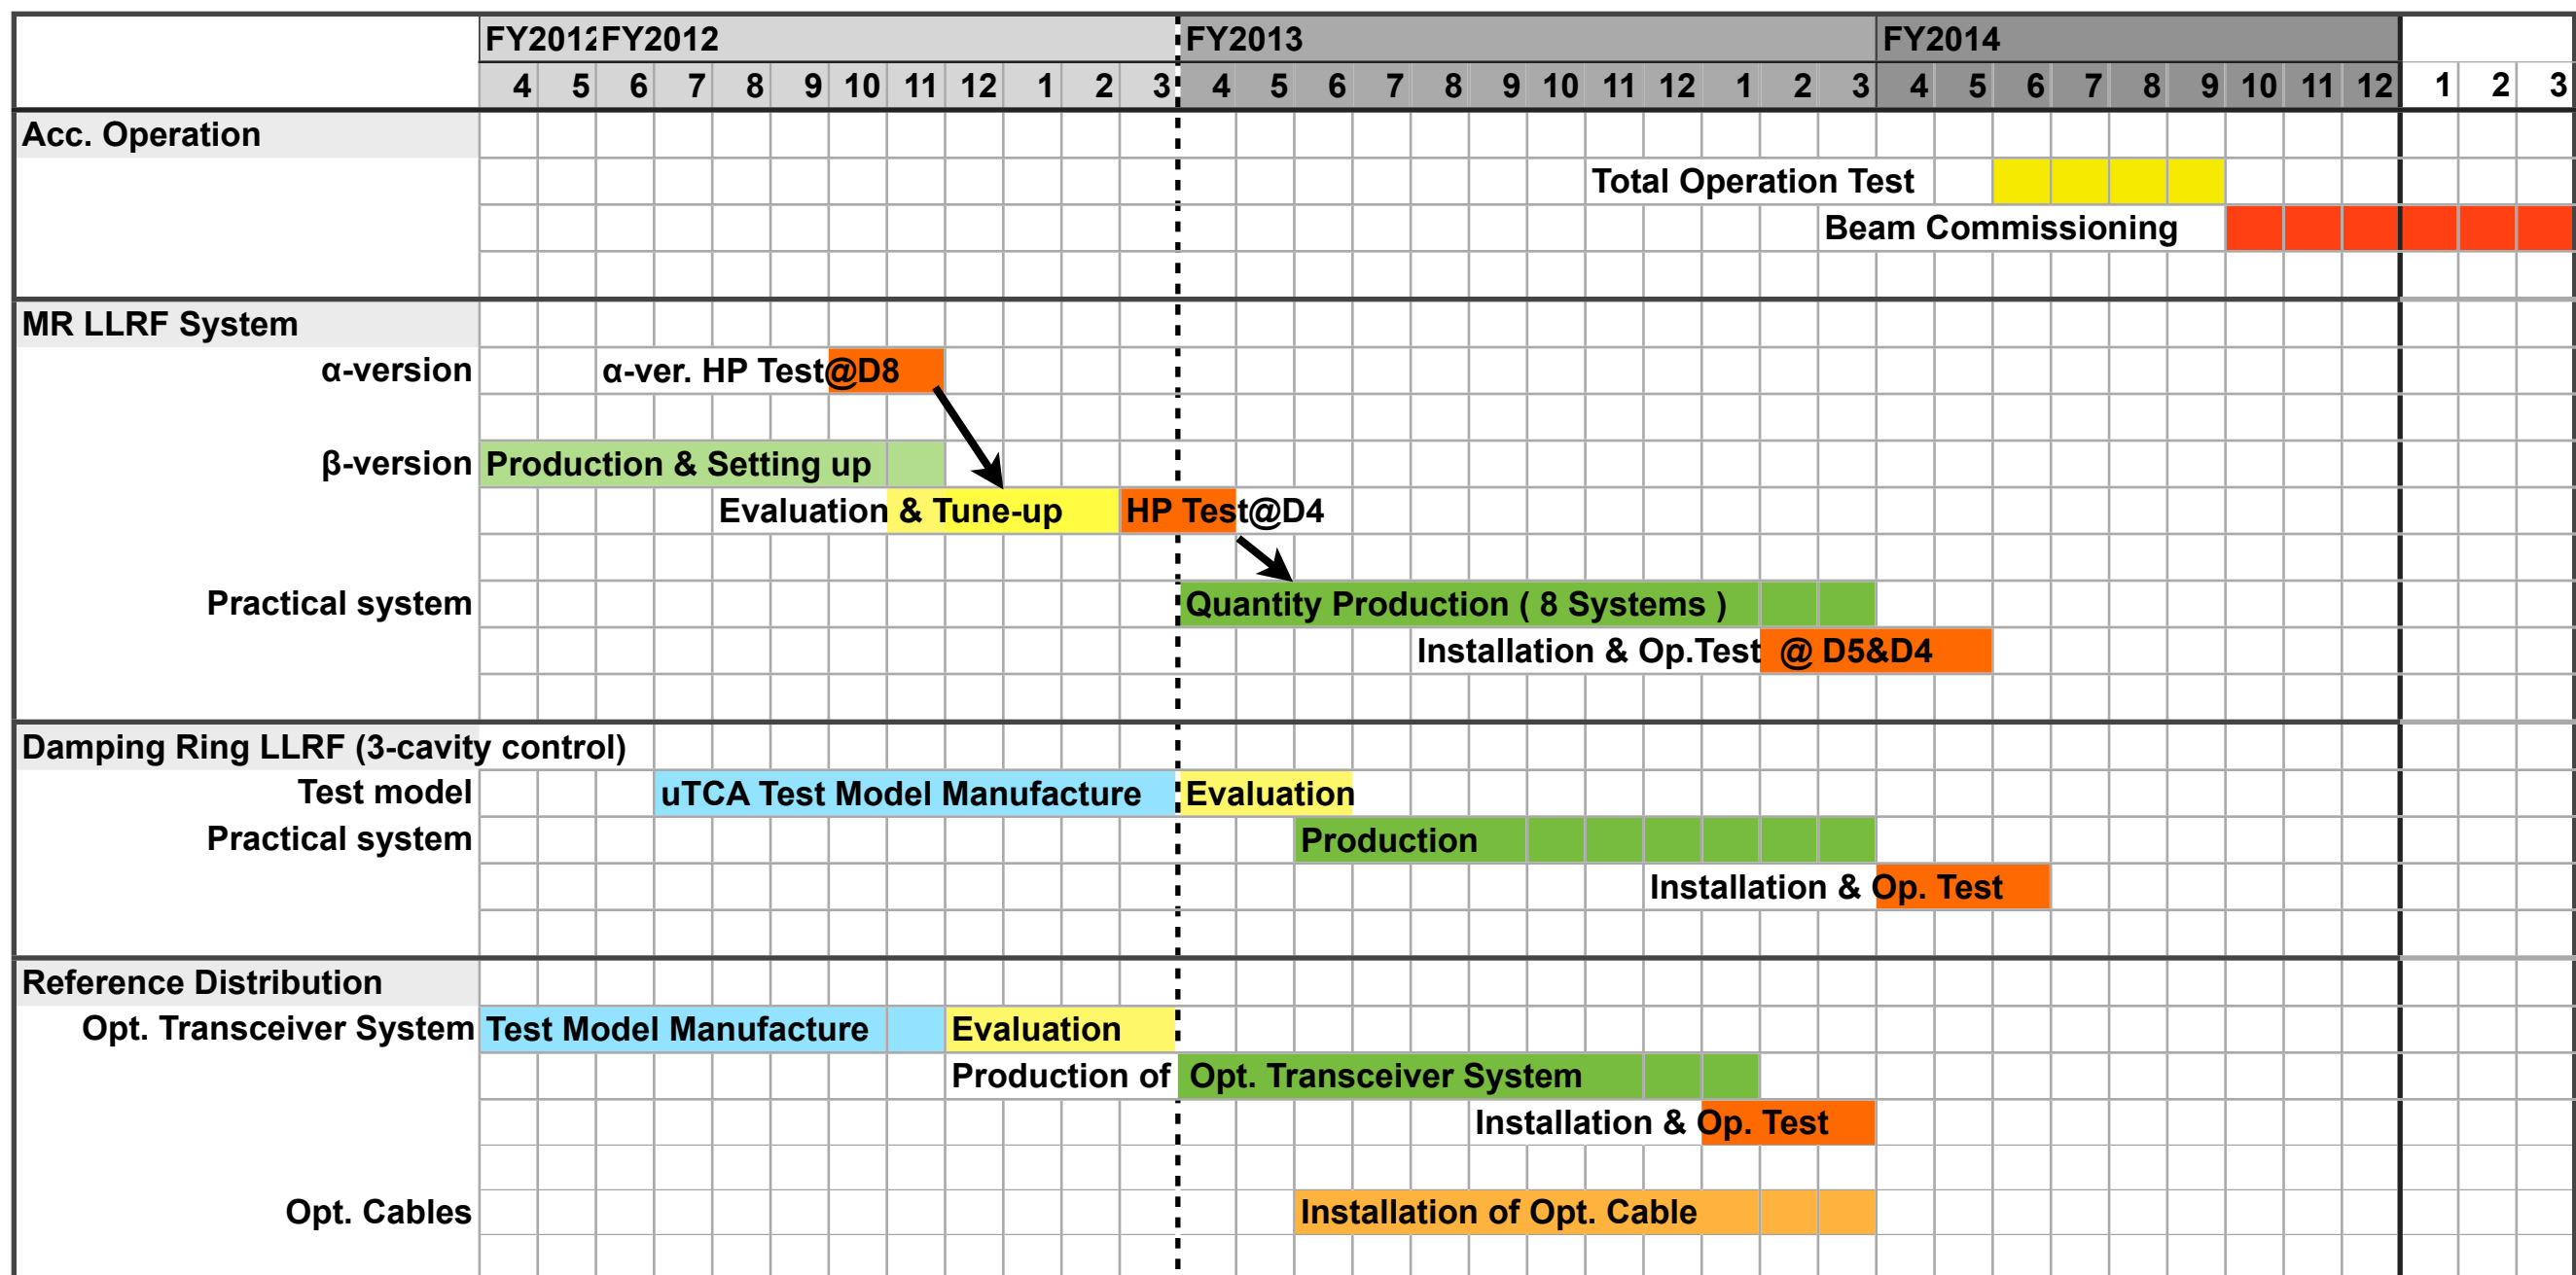 FY2012 FY2012 FY2013 FY2014
4 5 6 7 8 9 10 11 12 1 2 3 4 5 6 7 8 9 10 11 12 1 2 3 4 5 6 7 8 9 10 11 12 1 2 3
Acc. Operation
Total Operation Test
Beam Commissioning
MR LLRF System
α-version α-ver. HP Test@D8
β-version Production & Setting up
Evaluation & Tune-up HP Test@D4
Practical system Quantity Production ( 8 Systems )
Installation & Op.Test @ D5&D4
Damping Ring LLRF (3-cavity control)
Test model uTCA Test Model Manufacture Evaluation
Practical system Production
Installation & Op. Test
Reference Distribution
Opt. Transceiver System Test Model Manufacture Evaluation
Production of Opt. Transceiver System
Installation & Op. Test
Opt. Cables Installation of Opt. Cable